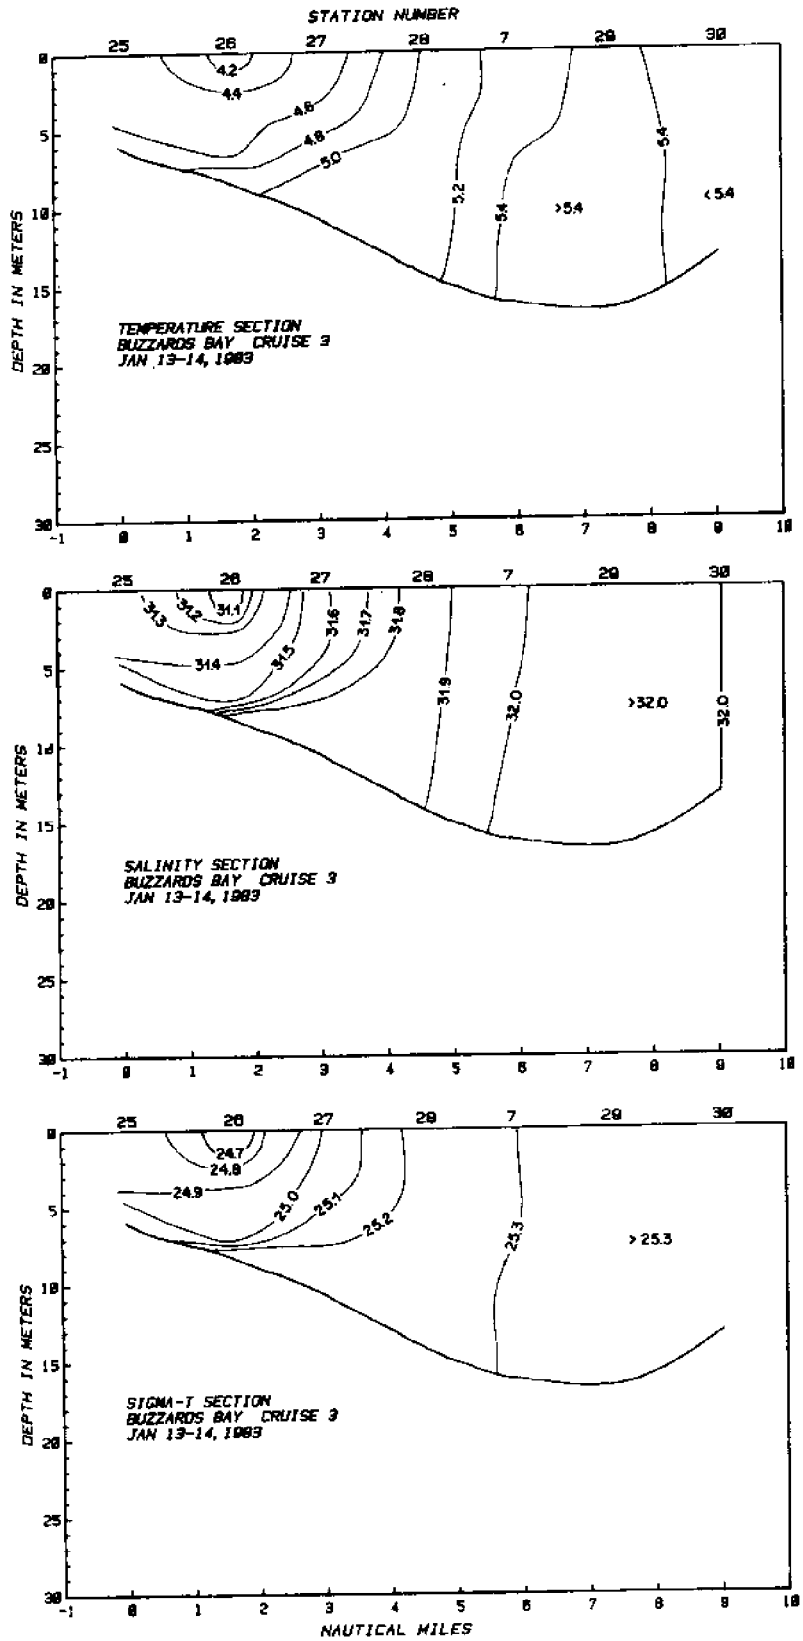 STATION NUMBER
25 26 27 28 7 29 30
0
4.2
4.4
4.6
4.8
5.0
5
5.4
5.2
5.4
>5.4
<5.4
10
15
20
25
30
DEPTH IN METERS
TEMPERATURE SECTION
BUZZARDS BAY CRUISE 3
JAN 13-14, 1983
-1 0 1 2 3 4 5 6 7 8 9 10
25 26 27 28 7 29 30
0
31.3 31.2 31.1 31.6 31.7 31.8
31.4 31.5
5
31.9 32.0 >32.0 32.0
10
15
20
25
30
DEPTH IN METERS
SALINITY SECTION
BUZZARDS BAY CRUISE 3
JAN 13-14, 1983
-1 0 1 2 3 4 5 6 7 8 9 10
25 26 27 28 7 29 30
0
24.7
24.8
24.9 25.0 25.1 25.2
5
25.3 >25.3
10
15
20
25
30
DEPTH IN METERS
SIGMA-T SECTION
BUZZARDS BAY CRUISE 3
JAN 13-14, 1983
-1 0 1 2 3 4 5 6 7 8 9 10
NAUTICAL MILES